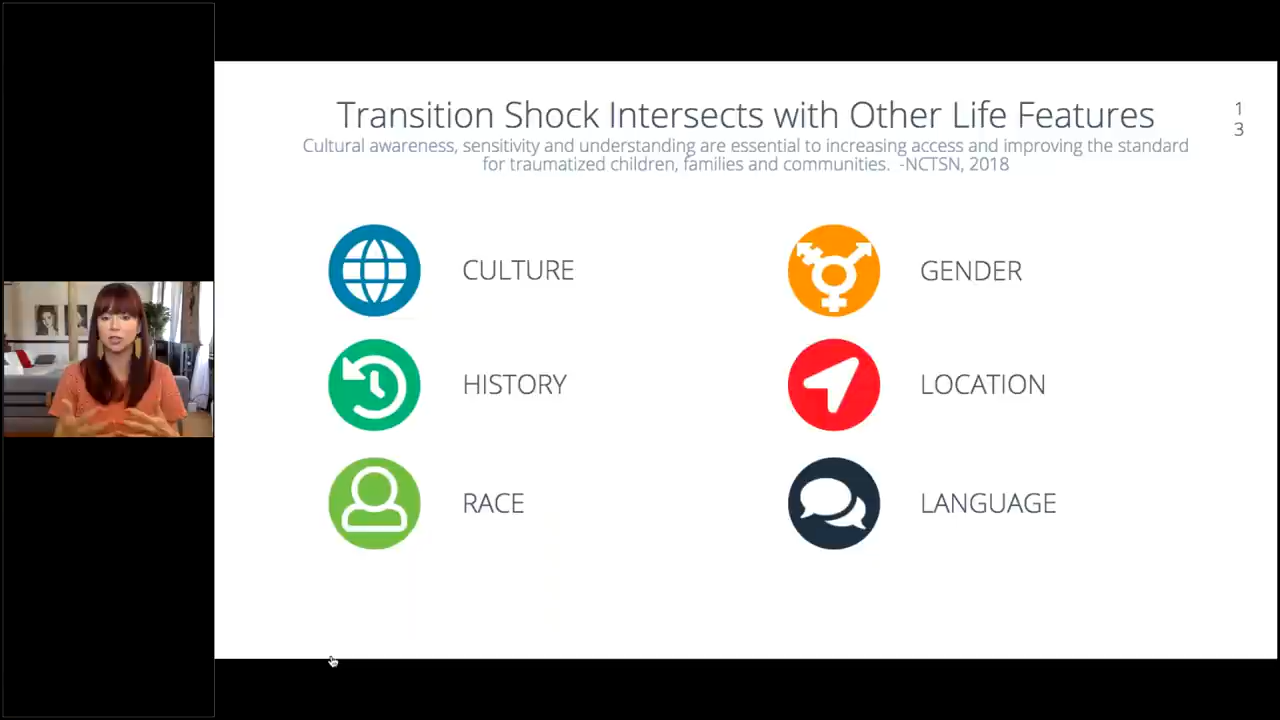 Transition Shock Intersects with Other Life Features
1
3
Cultural awareness, sensitivity and understanding are essential to increasing access and improving the standard
for traumatized children, families and communities. -NCTSN, 2018
CULTURE
GENDER
HISTORY
LOCATION
RACE
LANGUAGE